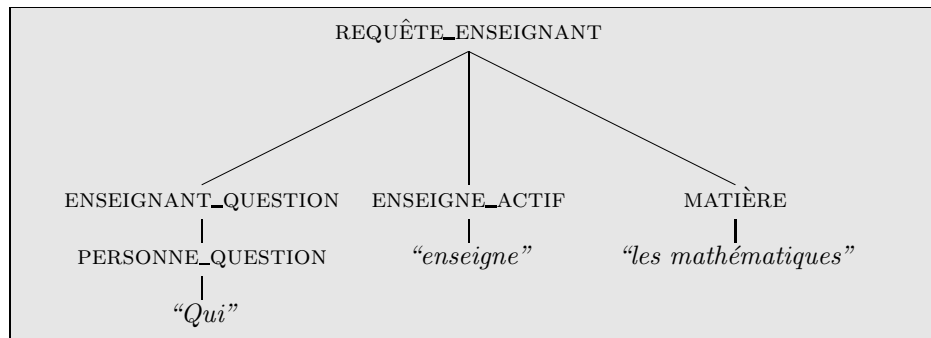 REQUÊTE_ENSEIGNANT
ENSEIGNANT_QUESTION ENSEIGNE_ACTIF MATIÈRE
PERSONNE_QUESTION “enseigne” “les mathématiques”
“Qui”